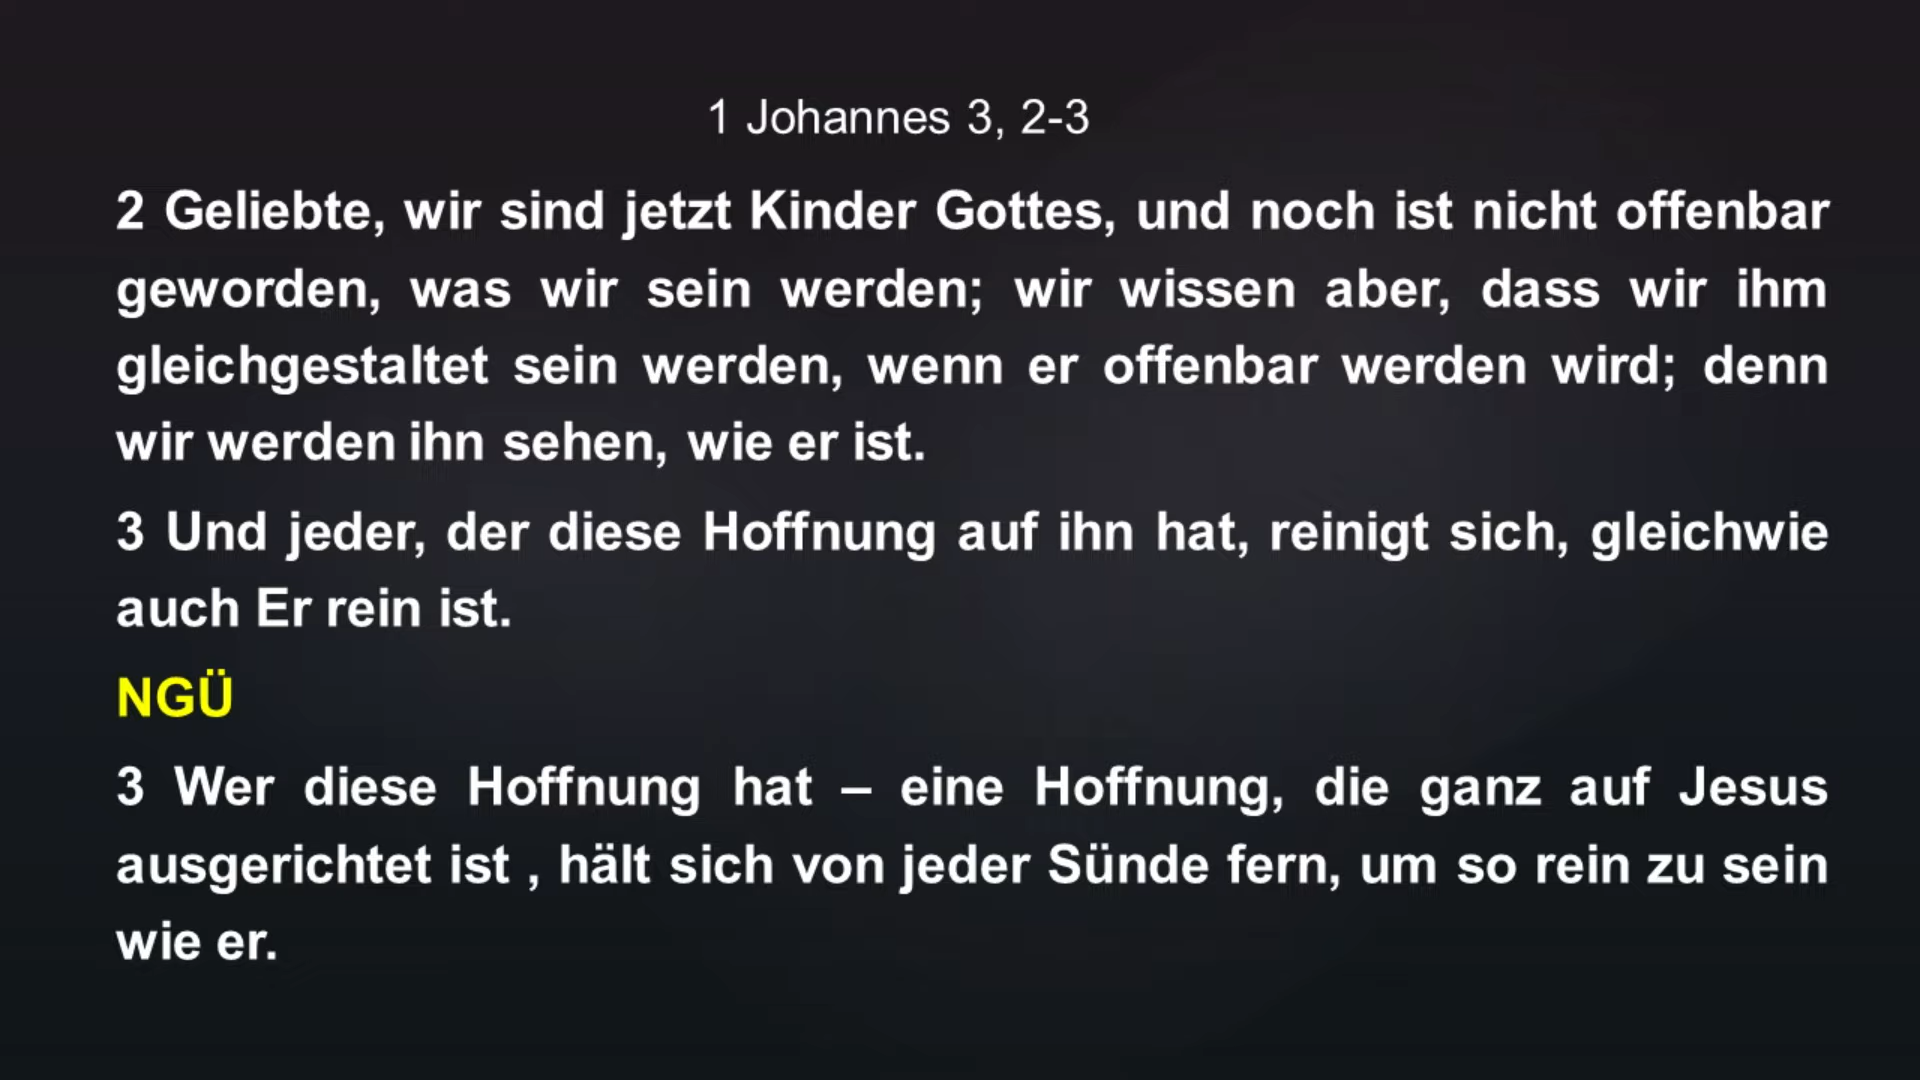 1 Johannes 3, 2-3
2 Geliebte, wir sind jetzt Kinder Gottes, und noch ist nicht offenbar
geworden, was wir sein werden; wir wissen aber, dass wir ihm
gleichgestaltet sein werden, wenn er offenbar werden wird; denn
wir werden ihn sehen, wie er ist.
3 Und jeder, der diese Hoffnung auf ihn hat, reinigt sich, gleichwie
auch Er rein ist.
NGÜ
3 Wer diese Hoffnung hat – eine Hoffnung, die ganz auf Jesus
ausgerichtet ist , hält sich von jeder Sünde fern, um so rein zu sein
wie er.